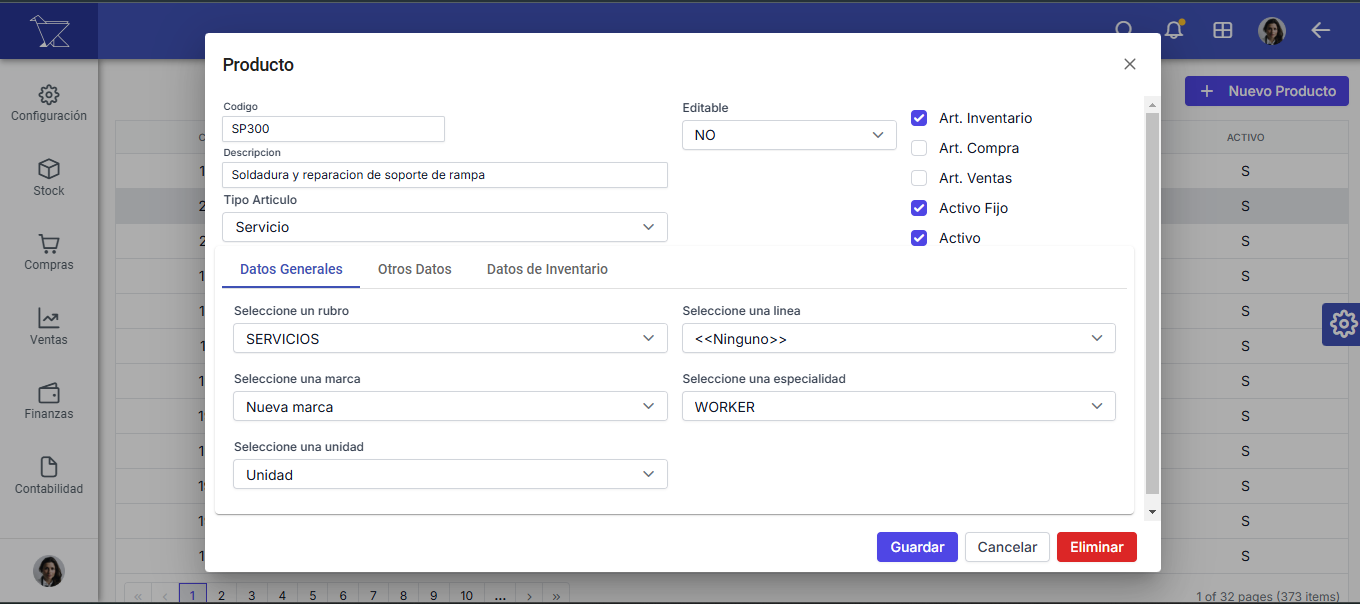 Producto
Nuevo Producto
Configuración
Stock
Compras
Ventas
Finanzas
Contabilidad
Codigo
SP300
Descripcion
Soldadura y reparacion de soporte de rampa
Tipo Articulo
Servicio
Editable
NO
Art. Inventario
Art. Compra
Art. Ventas
Activo Fijo
Activo
Datos Generales Otros Datos Datos de Inventario
Seleccione un rubro
SERVICIOS
Seleccione una linea
<<Ninguno>>
Seleccione una marca
Nueva marca
Seleccione una especialidad
WORKER
Seleccione una unidad
Unidad
Guardar Cancelar Eliminar
ACTIVO
S
S
S
S
S
S
S
S
S
S
S
S
« ‹ 1 2 3 4 5 6 7 8 9 10 ... › »
1 of 32 pages (373 items)